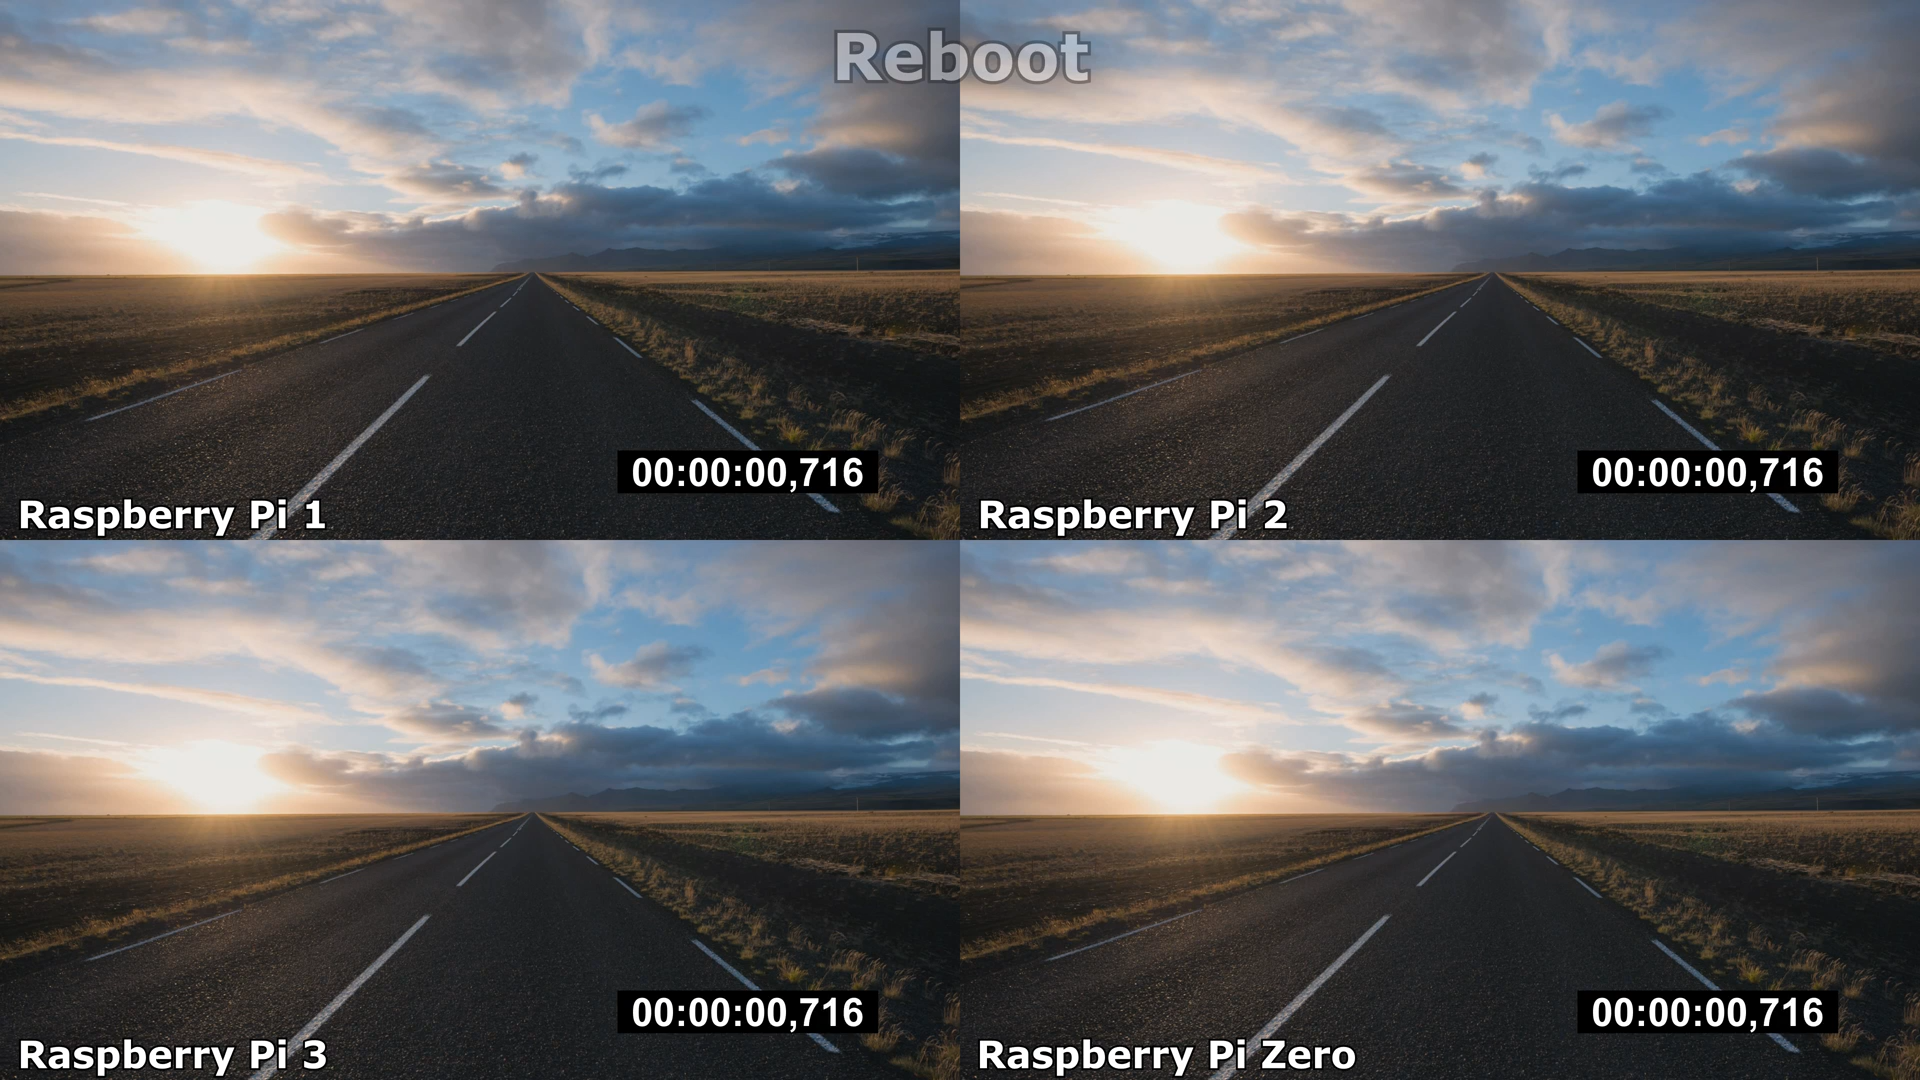 Reboot
00:00:00,716
Raspberry Pi 1
00:00:00,716
Raspberry Pi 2
00:00:00,716
Raspberry Pi 3
00:00:00,716
Raspberry Pi Zero